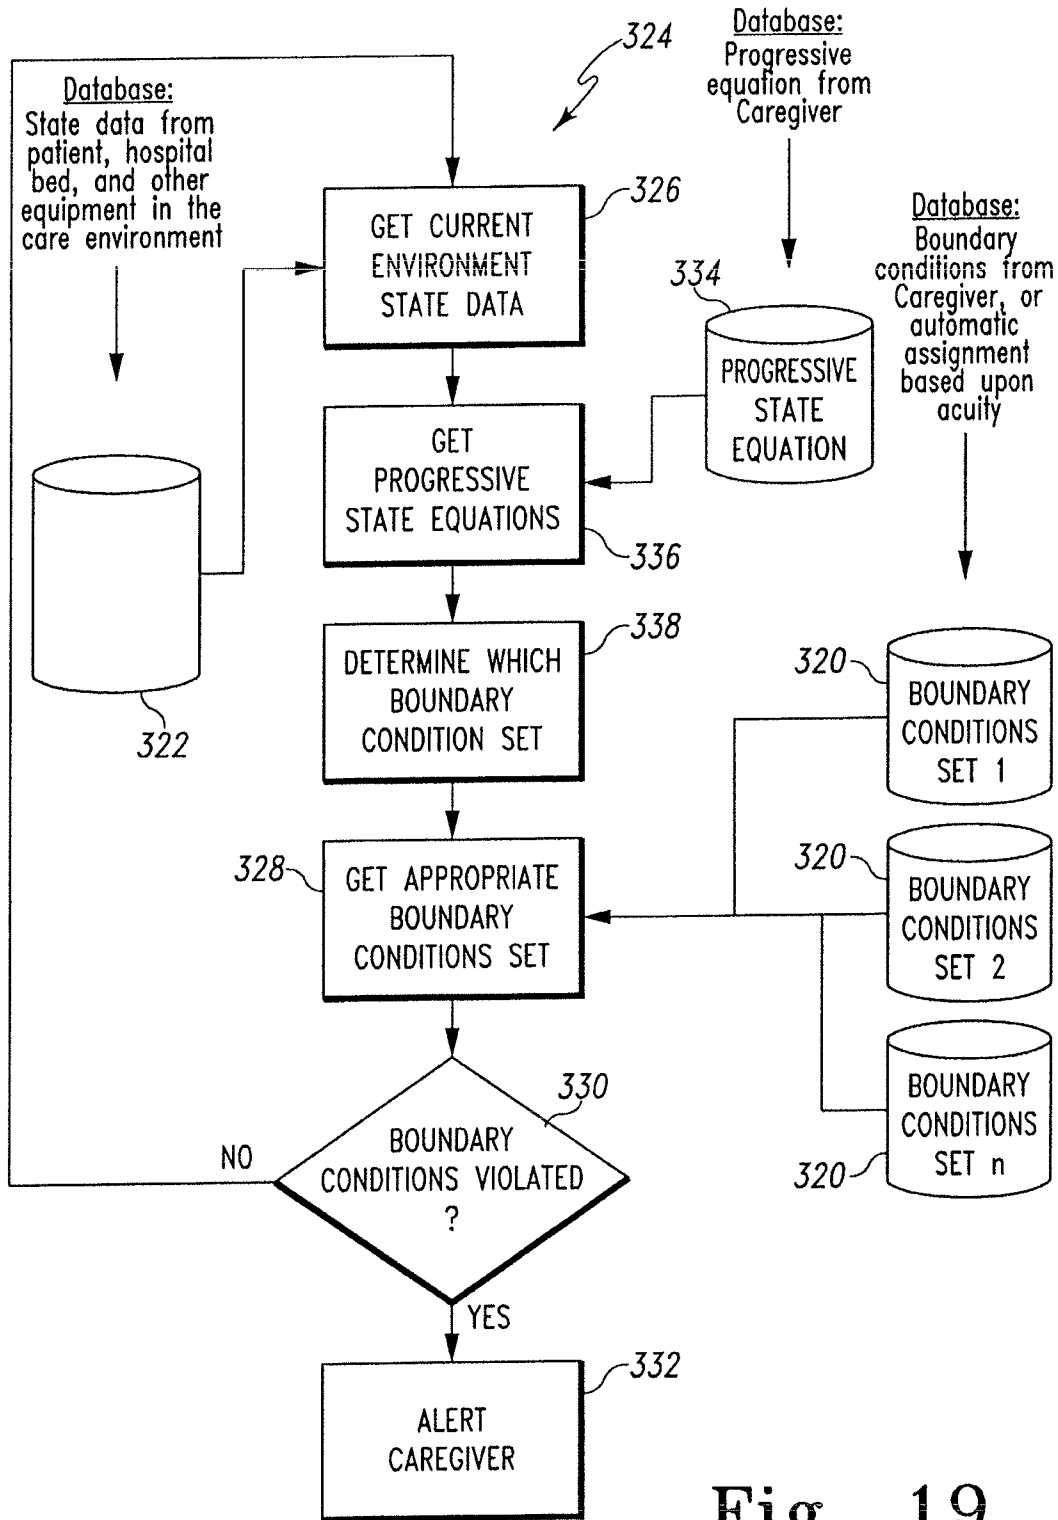 324
Database:
Progressive
equation from
Caregiver
Database:
State data from
patient, hospital
bed, and other
equipment in the
care environment
326
GET CURRENT
ENVIRONMENT
STATE DATA
Database:
Boundary
conditions from
Caregiver, or
automatic
assignment
based upon
acuity
334
PROGRESSIVE
STATE
EQUATION
GET
PROGRESSIVE
STATE EQUATIONS
336
322
338
DETERMINE WHICH
BOUNDARY
CONDITION SET
320
BOUNDARY
CONDITIONS
SET 1
328
GET APPROPRIATE
BOUNDARY
CONDITIONS SET
320
BOUNDARY
CONDITIONS
SET 2
320
BOUNDARY
CONDITIONS
SET n
330
BOUNDARY
CONDITIONS VIOLATED
?
NO
YES
332
ALERT
CAREGIVER
Fig. 19